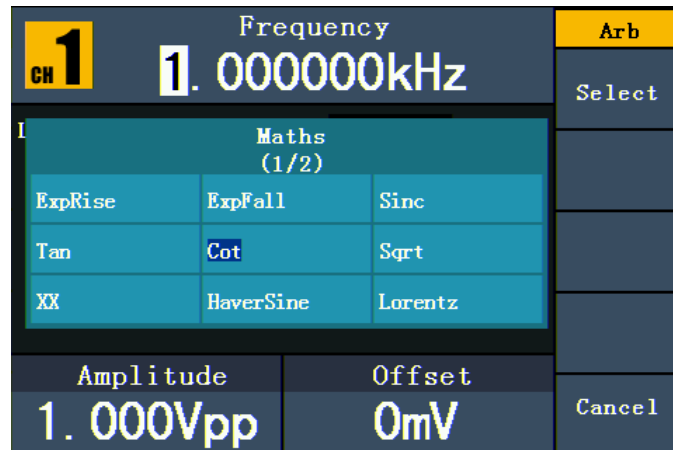 CH 1
Frequency
1.000000kHz
Arb
Select
Maths
(1/2)
ExpRise ExpFall Sinc
Tan Cot Sqrt
XX HaverSine Lorentz
Amplitude
1.000Vpp
Offset
0mV
Cancel